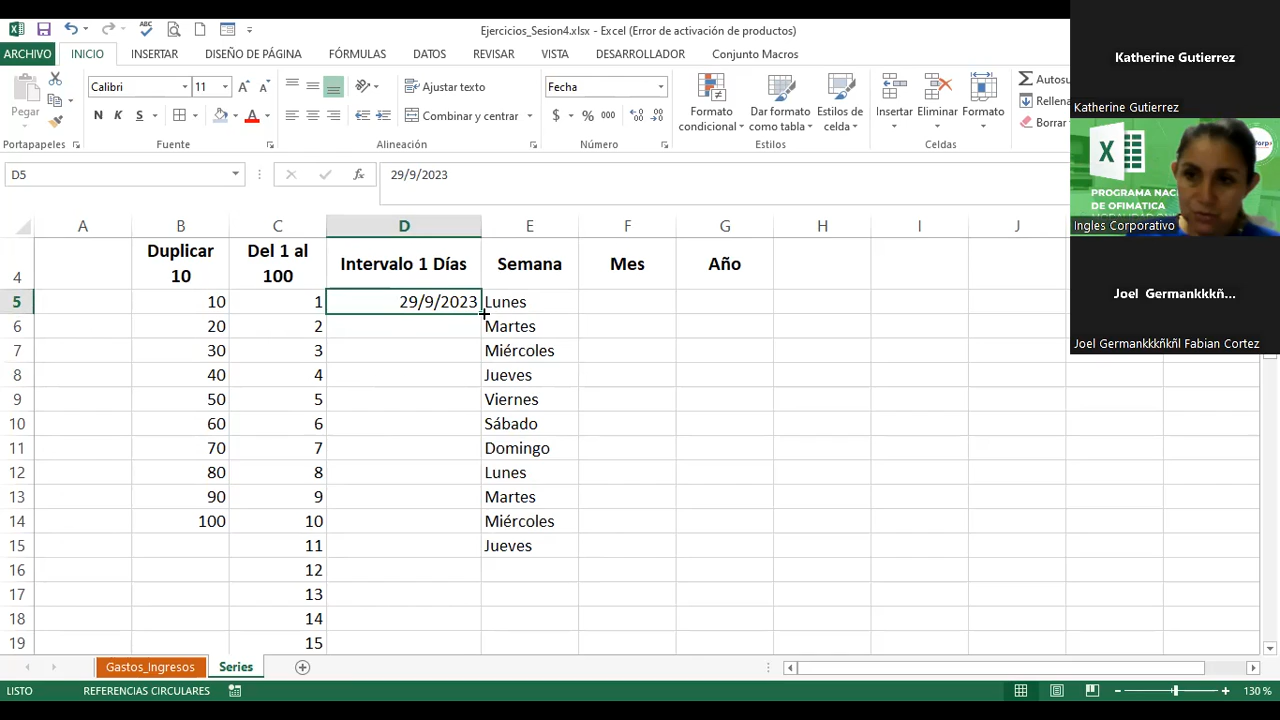 Ejercicios_Sesion4.xlsx - Excel (Error de activación de productos)
ARCHIVO INICIO INSERTAR DISEÑO DE PÁGINA FÓRMULAS DATOS REVISAR VISTA DESARROLLADOR Conjunto Macros
Pegar
Calibri 11
N K S
Ajustar texto
Combinar y centrar
Fecha
$ % 000
Formato condicional
Dar formato como tabla
Estilos de celda
Insertar
Eliminar
Formato
Autosu
Rellena
Borrar
Portapapeles Fuente Alineación Número Estilos Celdas
D5 fx 29/9/2023
A B C D E F G H I J
4 Duplicar 10 Del 1 al 100 Intervalo 1 Días Semana Mes Año
5 10 1 29/9/2023 Lunes
6 20 2 Martes
7 30 3 Miércoles
8 40 4 Jueves
9 50 5 Viernes
10 60 6 Sábado
11 70 7 Domingo
12 80 8 Lunes
13 90 9 Martes
14 100 10 Miércoles
15 11 Jueves
16 12
17 13
18 14
19 15
Gastos_Ingresos Series
LISTO REFERENCIAS CIRCULARES 130 %
Katherine Gutierrez
Katherine Gutierrez
PROGRAMA NAC
DE OFIMATICA
Ingles Corporativo
Joel Germankkkñ...
Joel Germankkkñkñl Fabian Cortez